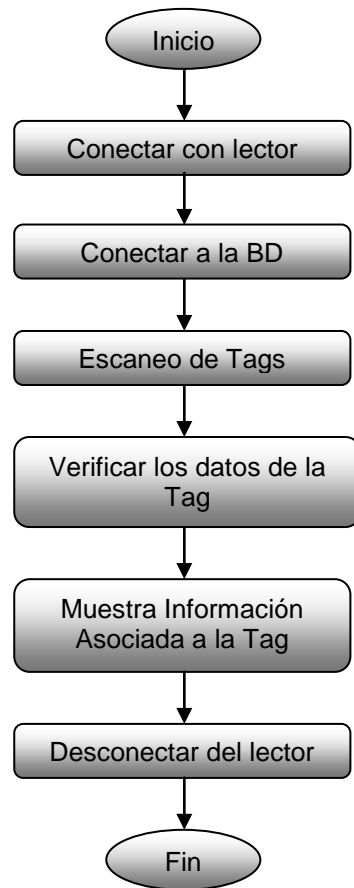 Inicio
Conectar con lector
Conectar a la BD
Escaneo de Tags
Verificar los datos de la
Tag
Muestra Información
Asociada a la Tag
Desconectar del lector
Fin